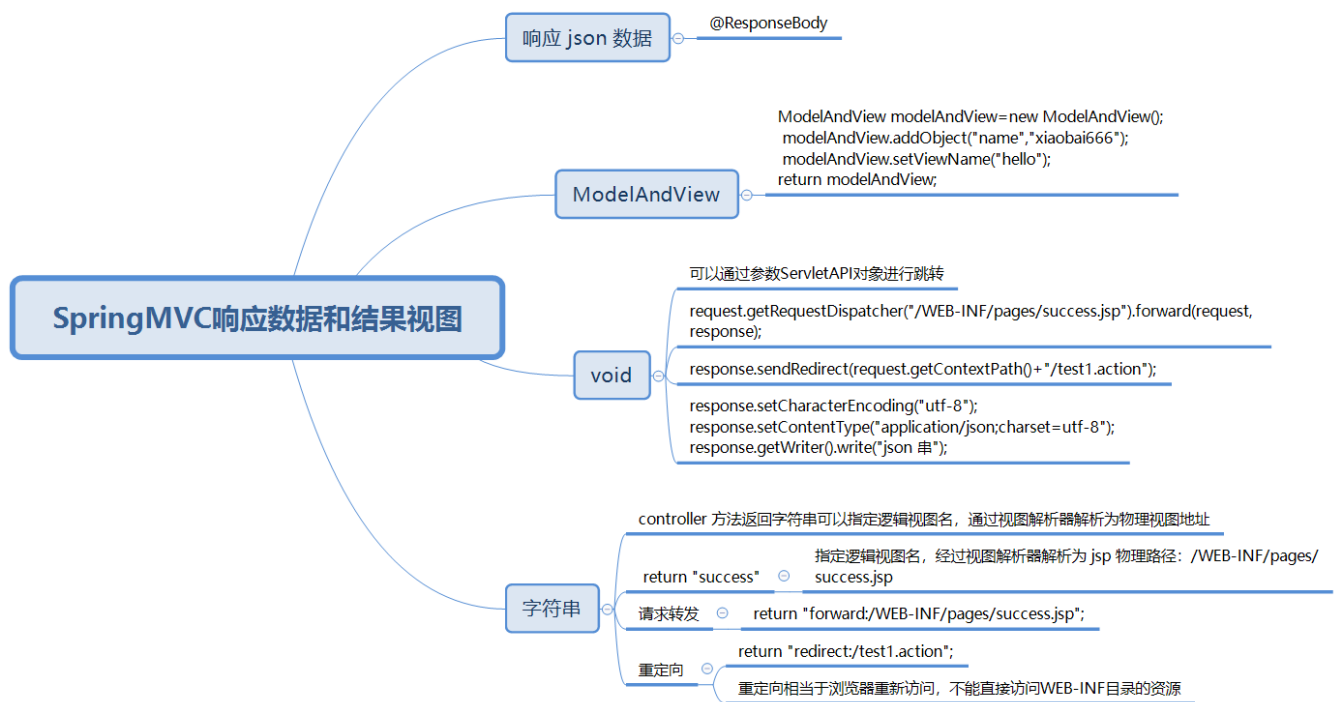 SpringMVC响应数据和结果视图
响应 json 数据
@ResponseBody
ModelAndView
ModelAndView modelAndView=new ModelAndView();
modelAndView.addObject("name","xiaobai666");
modelAndView.setViewName("hello");
return modelAndView;
void
可以通过参数ServletAPI对象进行跳转
request.getRequestDispatcher("/WEB-INF/pages/success.jsp").forward(request,
response);
response.sendRedirect(request.getContextPath()+"/test1.action");
response.setCharacterEncoding("utf-8");
response.setContentType("application/json;charset=utf-8");
response.getWriter().write("json 串");
字符串
controller 方法返回字符串可以指定逻辑视图名，通过视图解析器解析为物理视图地址
return "success"
指定逻辑视图名，经过视图解析器解析为 jsp 物理路径：/WEB-INF/pages/
success.jsp
请求转发
return "forward:/WEB-INF/pages/success.jsp";
重定向
return "redirect:/test1.action";
重定向相当于浏览器重新访问，不能直接访问WEB-INF目录的资源